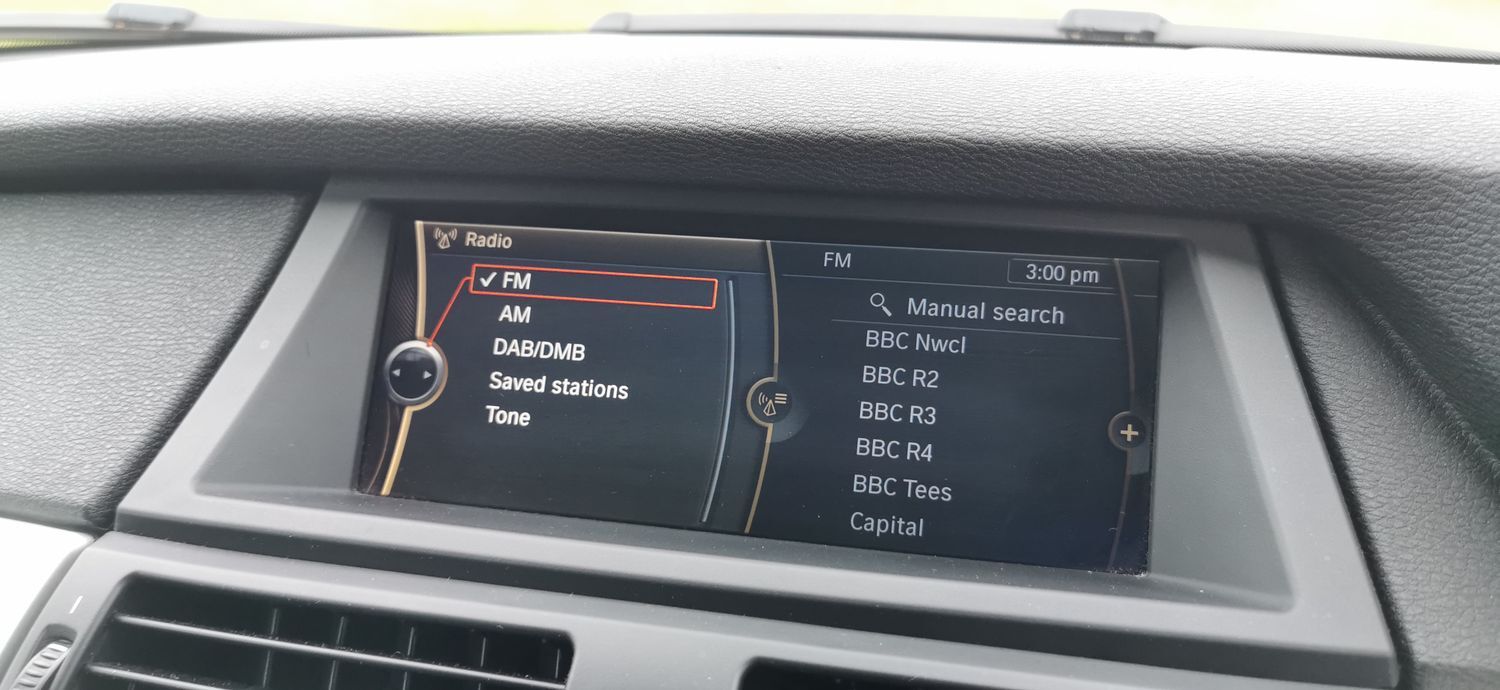 Radio
✓ FM
AM
DAB/DMB
Saved stations
Tone
FM
3:00 pm
Manual search
BBC Nwcl
BBC R2
BBC R3
BBC R4
BBC Tees
Capital